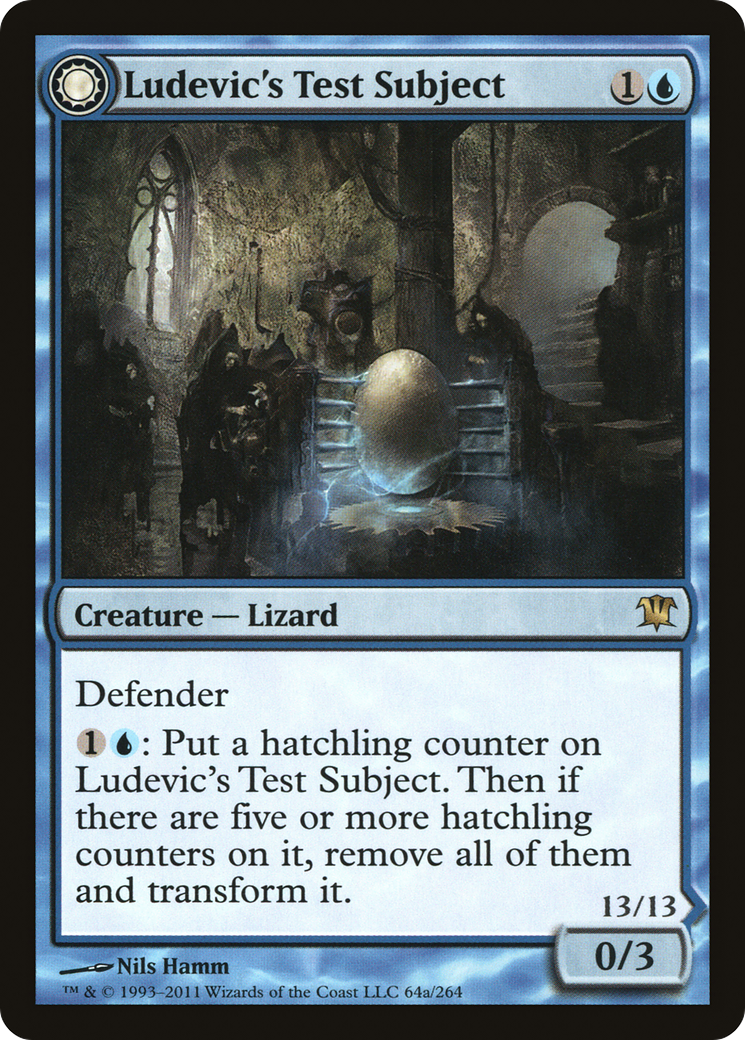 Ludevic's Test Subject 1
Creature — Lizard
Defender
1 : Put a hatchling counter on
Ludevic's Test Subject. Then if
there are five or more hatchling
counters on it, remove all of them
and transform it.
13/13
0/3
Nils Hamm
™ & © 1993–2011 Wizards of the Coast LLC 64a/264